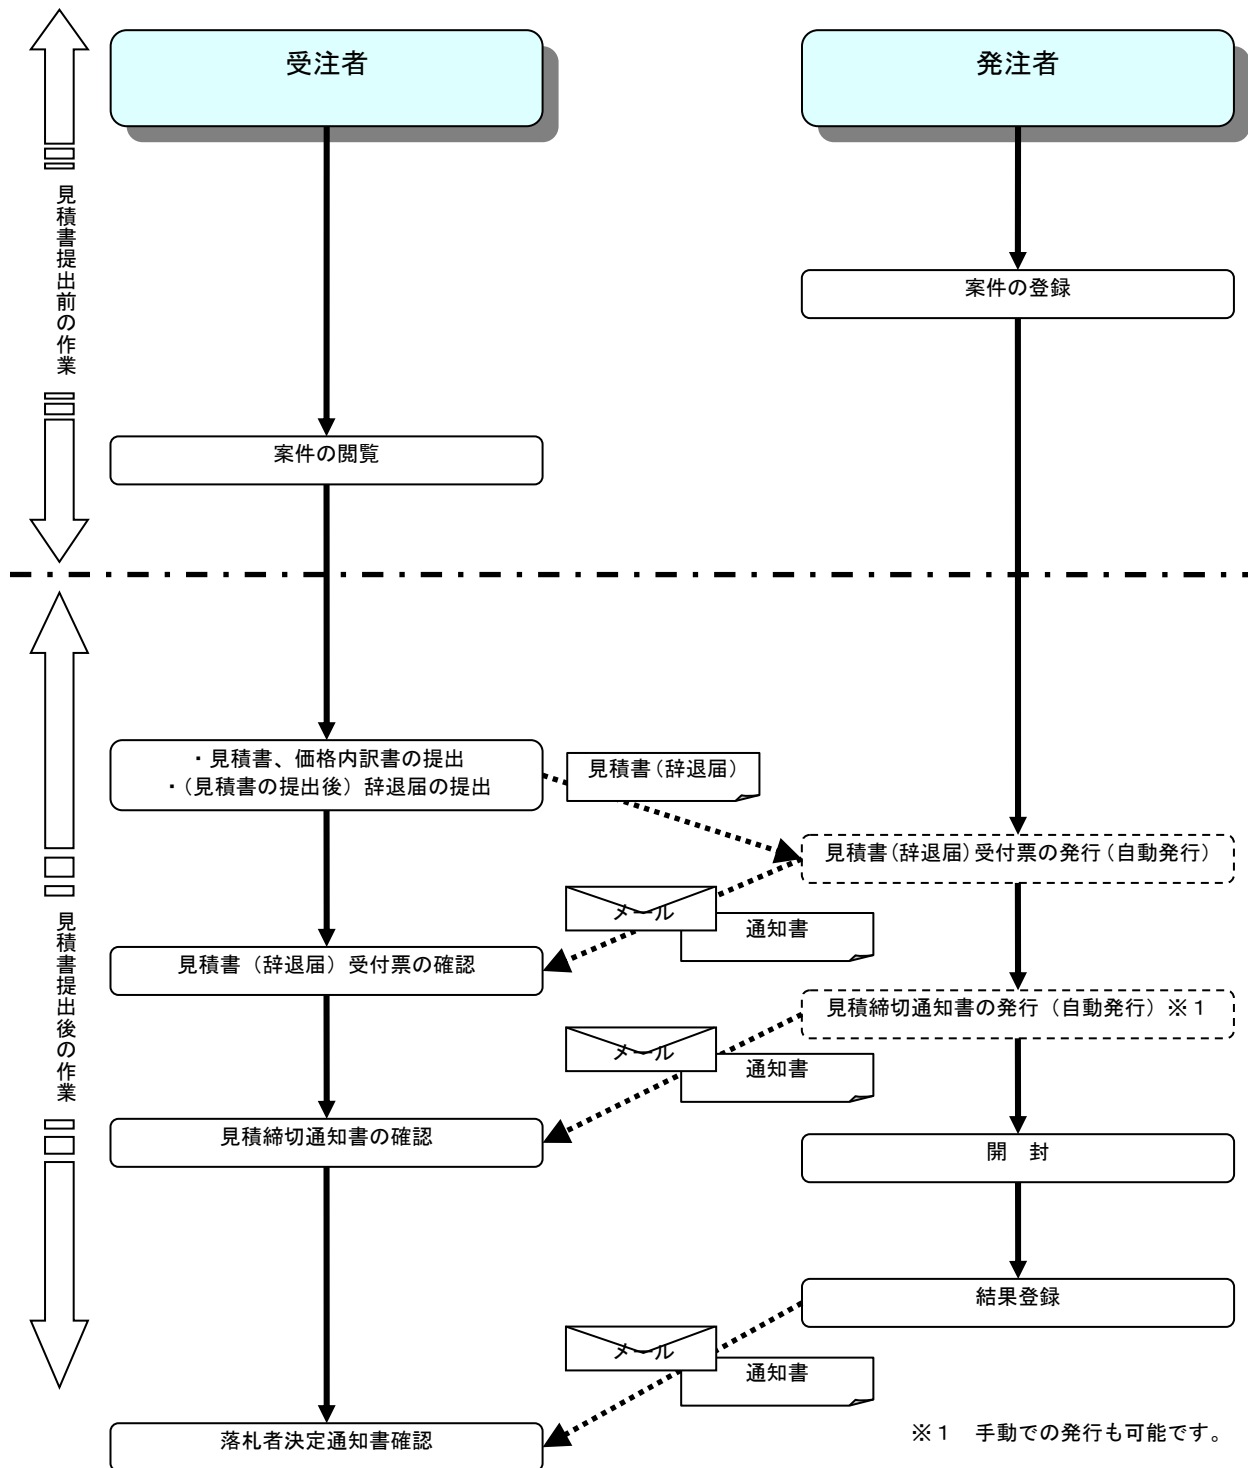 受注者
発注者
見積書提出前の作業
案件の登録
案件の閲覧
見積書提出後の作業
・見積書、価格内訳書の提出
・(見積書の提出後) 辞退届の提出
見積書(辞退届)
見積書(辞退届)受付票の発行(自動発行)
メール
通知書
見積書（辞退届）受付票の確認
見積締切通知書の発行（自動発行）※１
メール
通知書
見積締切通知書の確認
開　封
結果登録
メール
通知書
落札者決定通知書確認
※１　手動での発行も可能です。